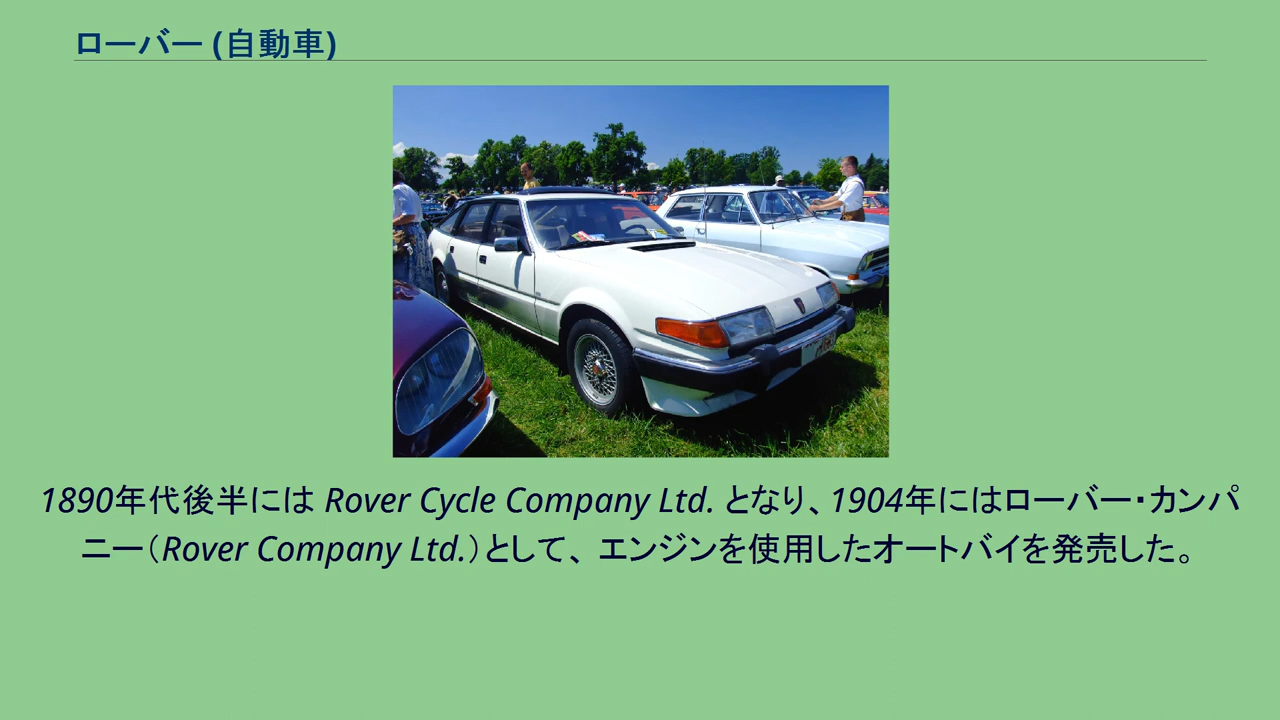 ローバー (自動車)
1890年代後半には Rover Cycle Company Ltd. となり、1904年にはローバー・カンパ
ニー（Rover Company Ltd.）として、エンジンを使用したオートバイを発売した。